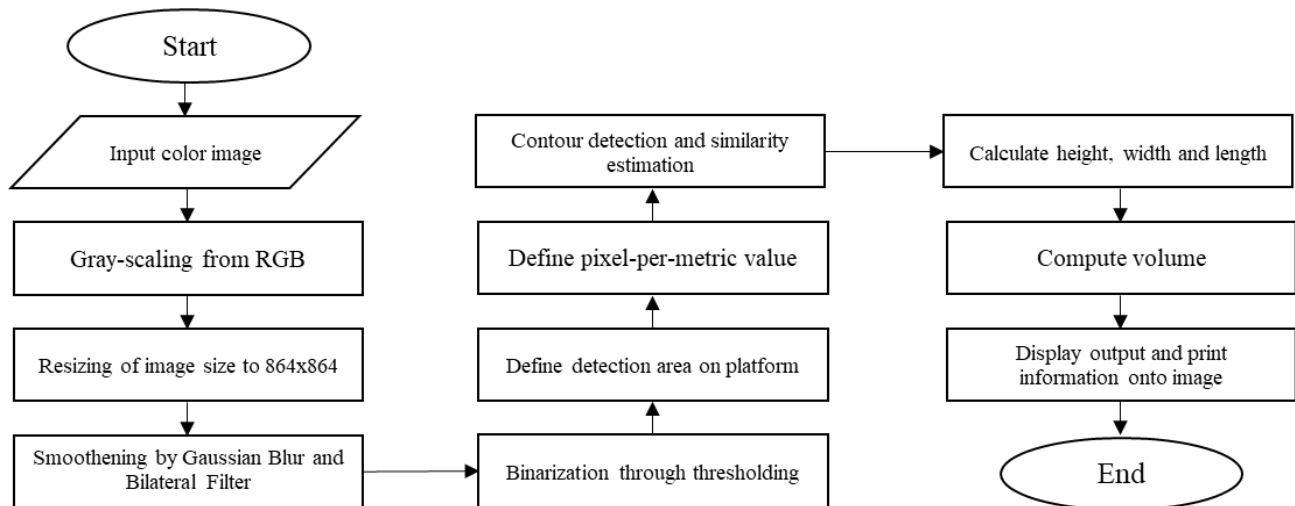 Start
Input color image
Gray-scaling from RGB
Resizing of image size to 864x864
Smoothening by Gaussian Blur and
Bilateral Filter
Binarization through thresholding
Define detection area on platform
Define pixel-per-metric value
Contour detection and similarity
estimation
Calculate height, width and length
Compute volume
Display output and print
information onto image
End